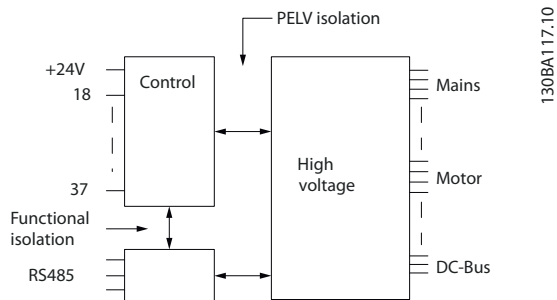 PELV isolation
+24V
Control
18
Mains
High
voltage
37
Motor
Functional
isolation
RS485
DC-Bus
130BA117.10